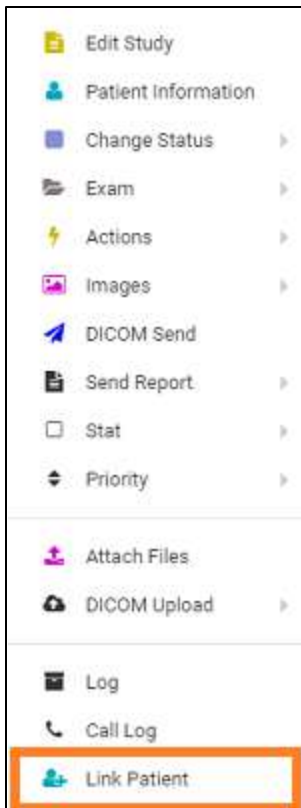 Edit Study
Patient Information
Change Status
Exam
Actions
Images
DICOM Send
Send Report
Stat
Priority
Attach Files
DICOM Upload
Log
Call Log
Link Patient